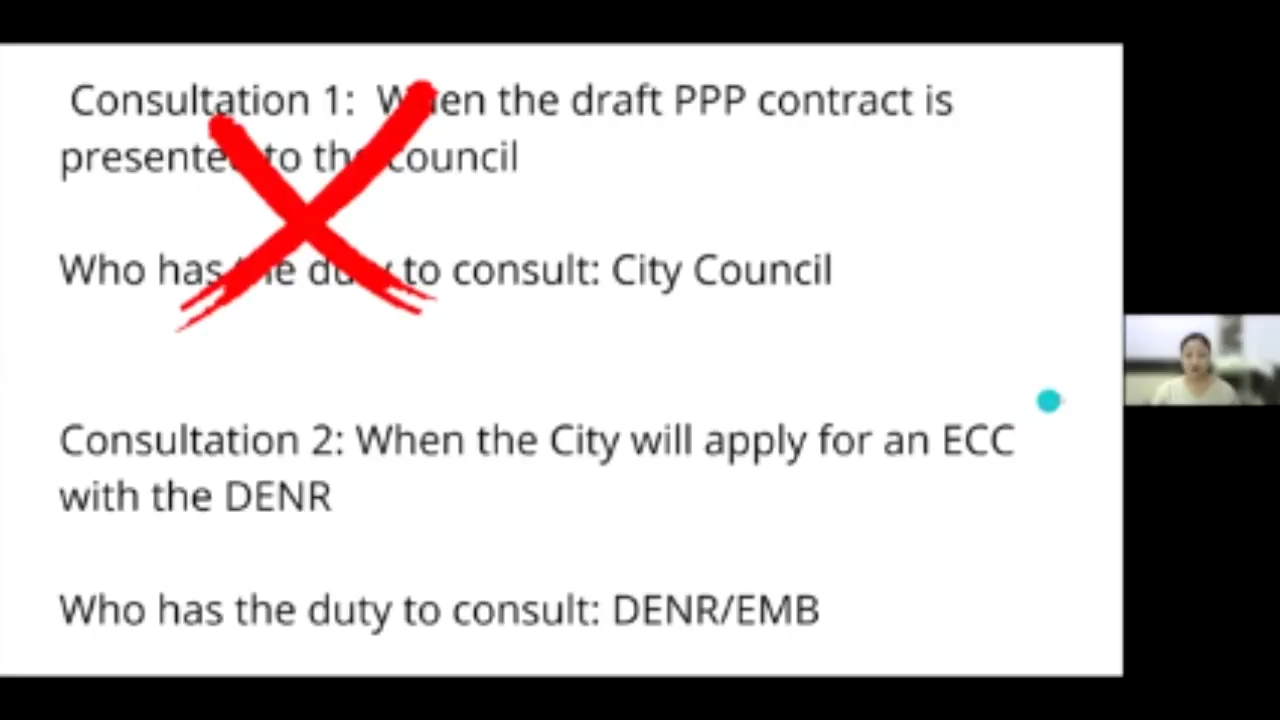 Consultation 1: When the draft PPP contract is
presented to the council
Who has the duty to consult: City Council
Consultation 2: When the City will apply for an ECC
with the DENR
Who has the duty to consult: DENR/EMB